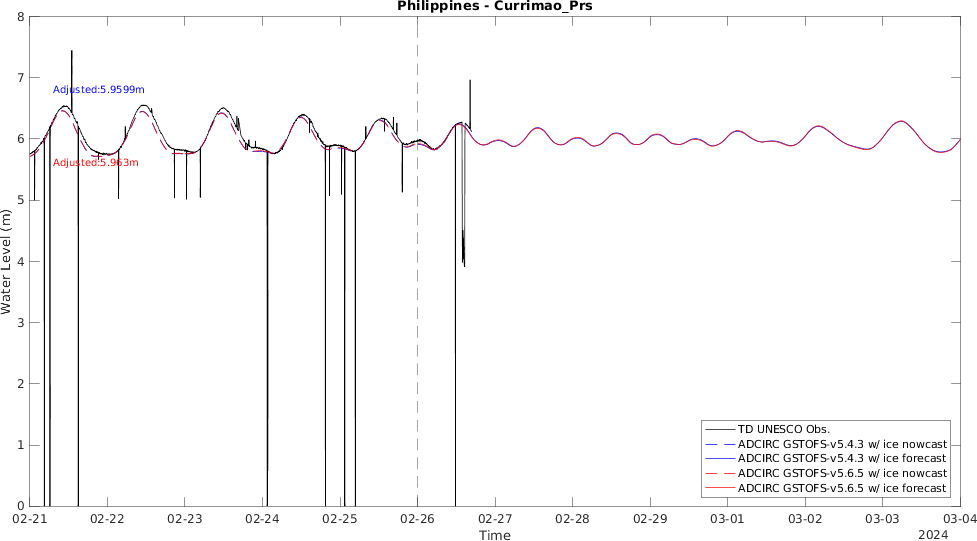 Philippines - Currimao_Prs
Water Level (m)
8
7
6
5
4
3
2
1
0
Adjusted:5.9599m
Adjusted:5.963m
TD UNESCO Obs.
ADCIRC GSTOFS-v5.4.3 w/ ice nowcast
ADCIRC GSTOFS-v5.4.3 w/ ice forecast
ADCIRC GSTOFS-v5.6.5 w/ ice nowcast
ADCIRC GSTOFS-v5.6.5 w/ ice forecast
02-21 02-22 02-23 02-24 02-25 02-26 02-27 02-28 02-29 03-01 03-02 03-03 03-04
Time
2024